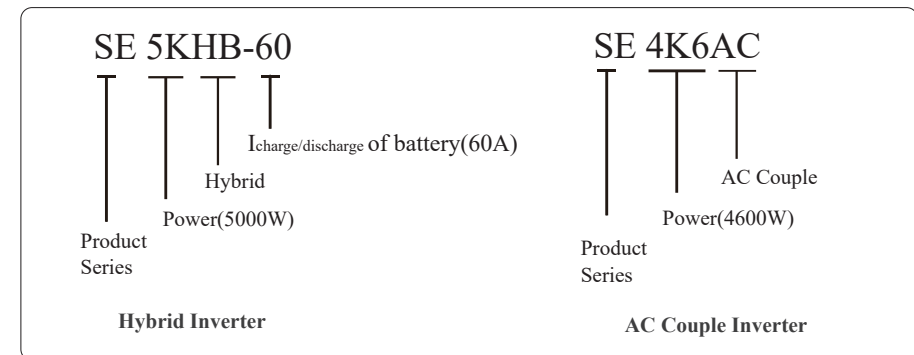 SE 5KHB-60
Icharge/discharge of battery(60A)
Hybrid
Power(5000W)
Product
Series
Hybrid Inverter
SE 4K6AC
AC Couple
Power(4600W)
Product
Series
AC Couple Inverter